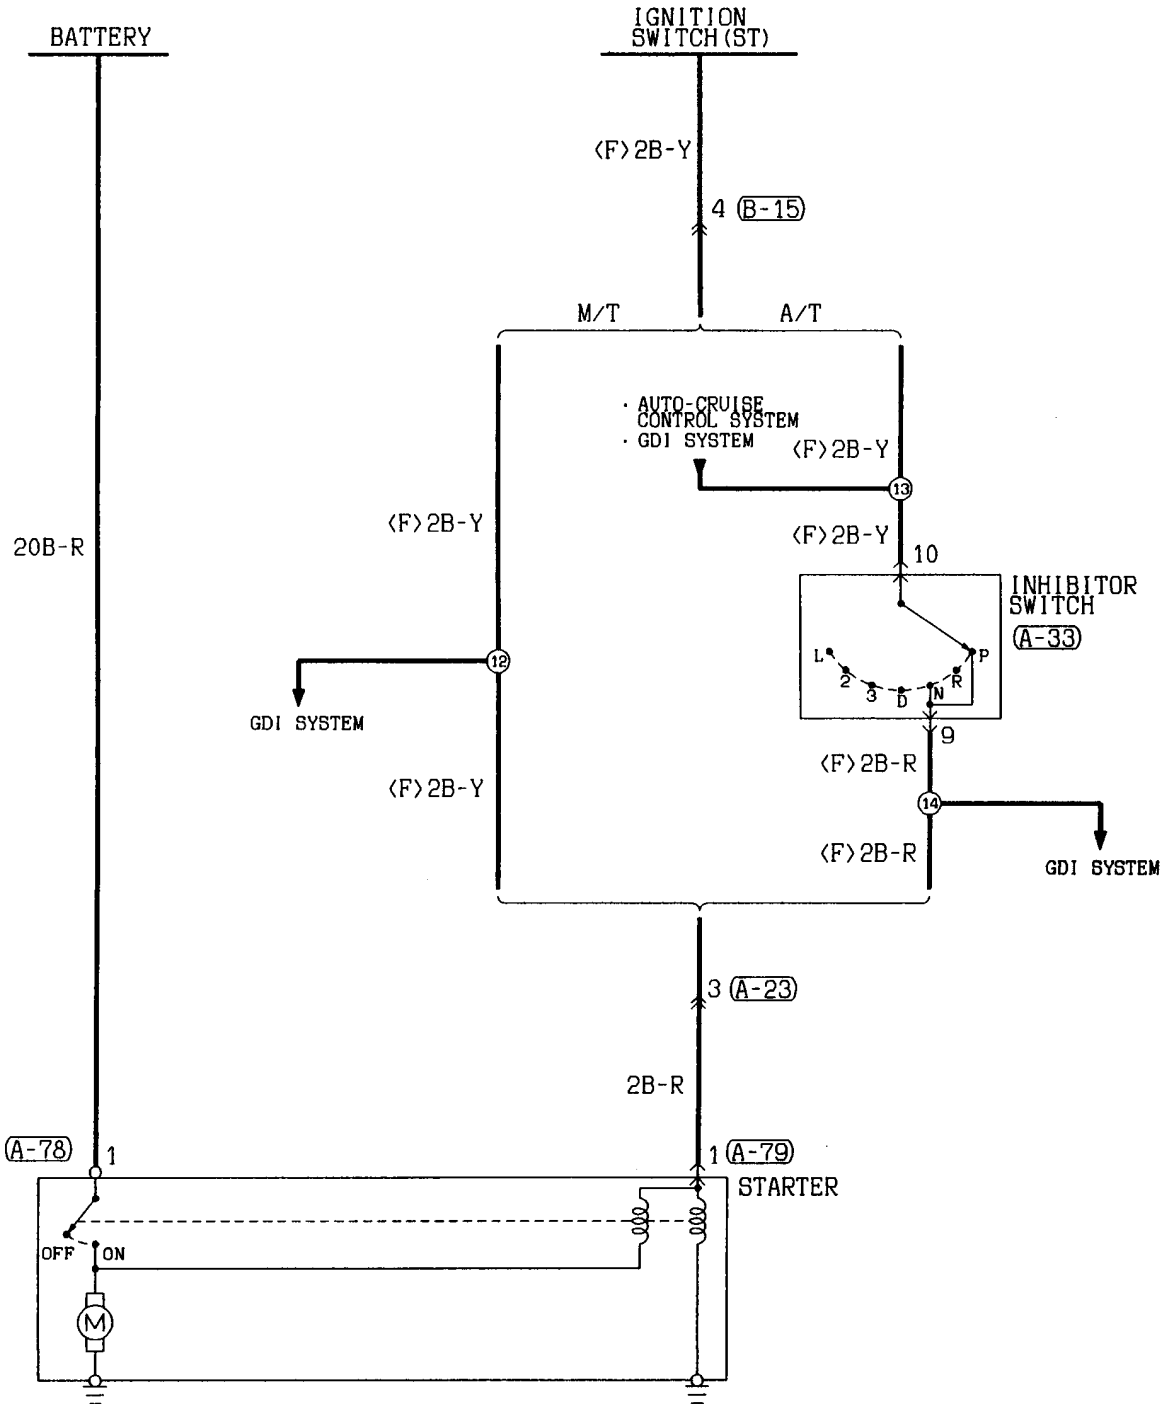 BATTERY
IGNITION
SWITCH(ST)
<F>2B-Y
4 (B-15)
M/T
A/T
· AUTO-CRUISE
CONTROL SYSTEM
· GDI SYSTEM
<F>2B-Y
13
<F>2B-Y
<F>2B-Y
20B-R
10
INHIBITOR
SWITCH
(A-33)
12
L
2
3
D
N
R
P
GDI SYSTEM
9
<F>2B-R
<F>2B-Y
14
<F>2B-R
GDI SYSTEM
3 (A-23)
2B-R
(A-78) 1
1 (A-79)
STARTER
OFF
ON
M